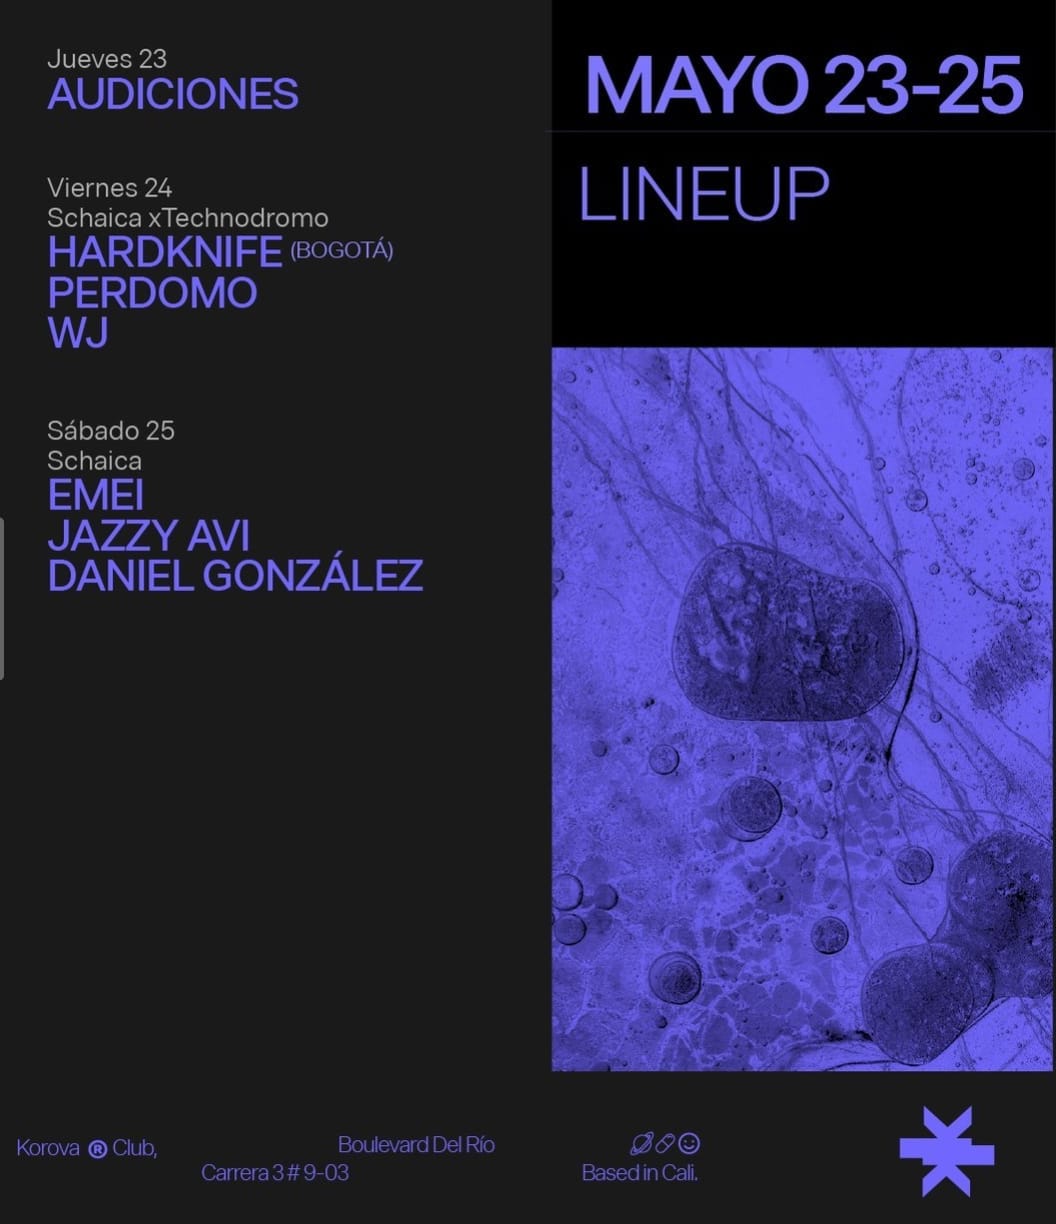 Jueves 23
AUDICIONES
Viernes 24
Schaica xTechnodromo
HARDKNIFE (BOGOTÁ)
PERDOMO
WJ
Sábado 25
Schaica
EMEI
JAZZY AVI
DANIEL GONZÁLEZ
MAYO 23-25
LINEUP
Korova ® Club,
Carrera 3 # 9-03
Boulevard Del Río
Based in Cali.